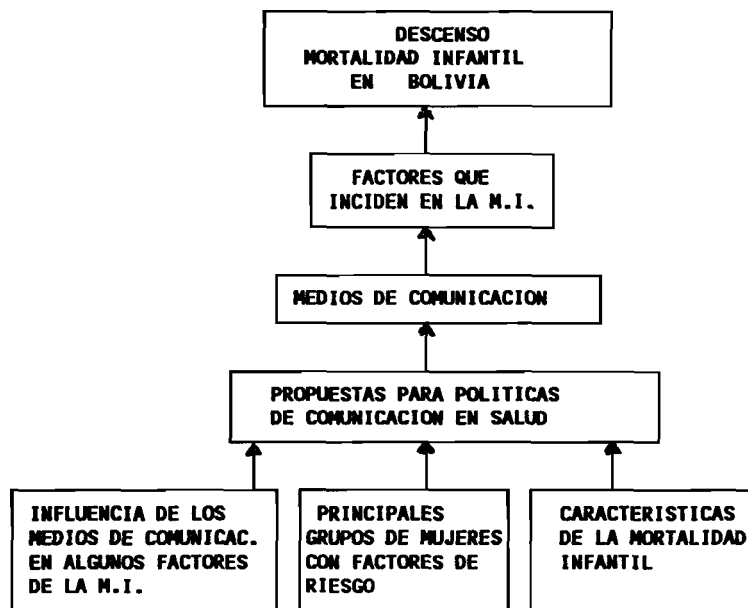 DESCENSO
MORTALIDAD INFANTIL
EN BOLIVIA
FACTORES QUE
INCIDEN EN LA M.I.
MEDIOS DE COMUNICACION
PROPUESTAS PARA POLITICAS
DE COMUNICACION EN SALUD
INFLUENCIA DE LOS
MEDIOS DE COMUNICAC.
EN ALGUNOS FACTORES
DE LA M.I.
PRINCIPALES
GRUPOS DE MUJERES
CON FACTORES DE
RIESGO
CARACTERISTICAS
DE LA MORTALIDAD
INFANTIL